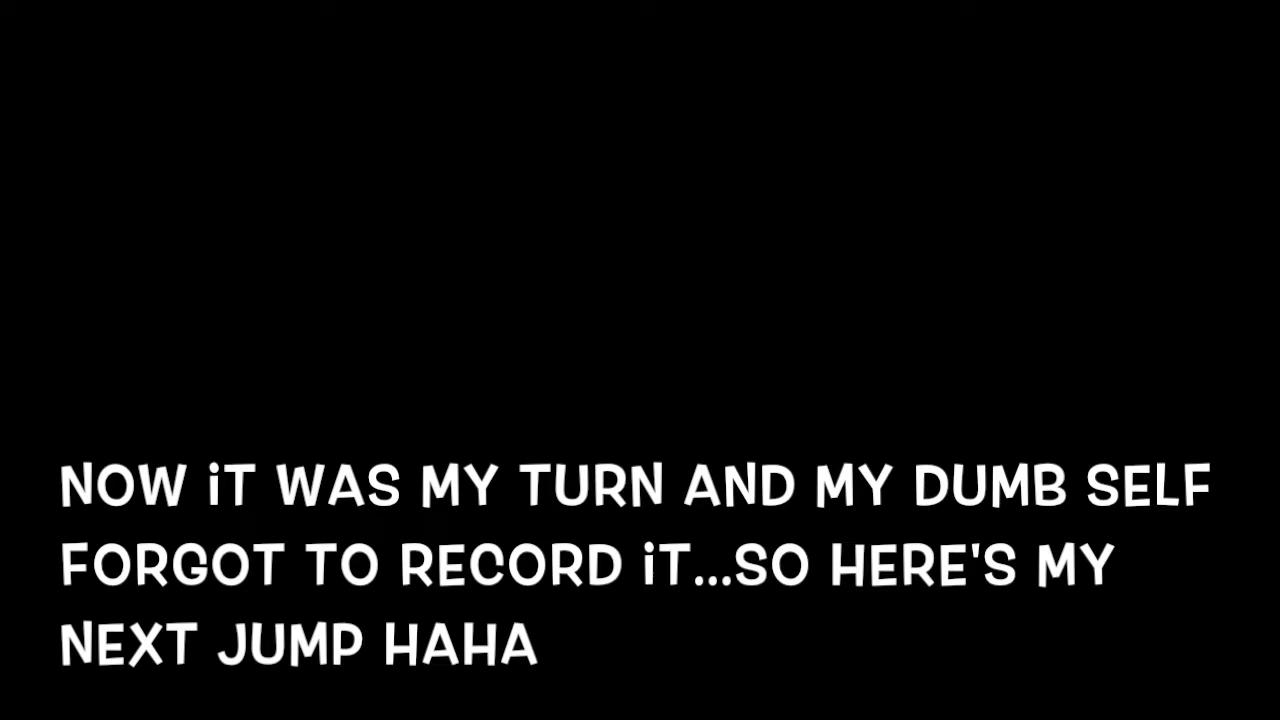 NOW iT WAS MY TURN AND MY DUMB SELF
FORGOT TO RECORD iT...SO HERE'S MY
NEXT JUMP HAHA